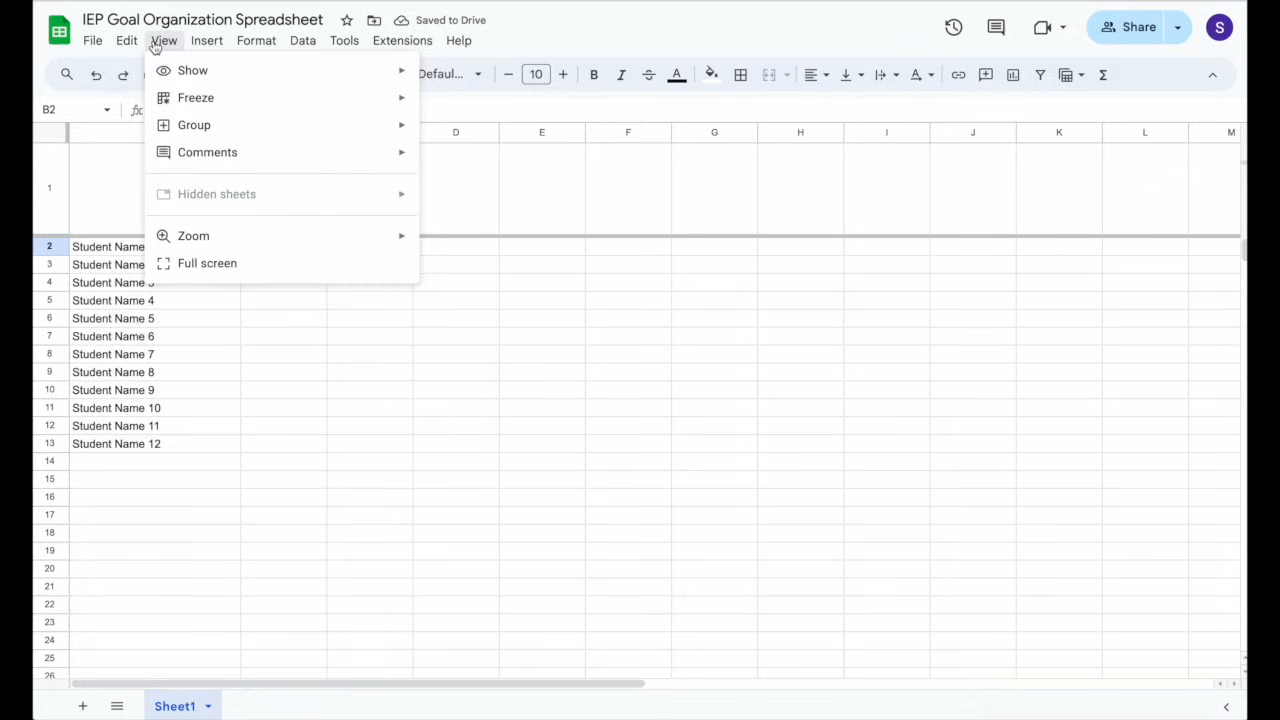 IEP Goal Organization Spreadsheet
Saved to Drive
File Edit View Insert Format Data Tools Extensions Help
Share
S
Defaul... 10
B2
Show
Freeze
Group
Comments
Hidden sheets
Zoom
Full screen
D E F G H I J K L M
1
2 Student Name
3 Student Name
4 Student Name 3
5 Student Name 4
6 Student Name 5
7 Student Name 6
8 Student Name 7
9 Student Name 8
10 Student Name 9
11 Student Name 10
12 Student Name 11
13 Student Name 12
14
15
16
17
18
19
20
21
22
23
24
25
26
Sheet1